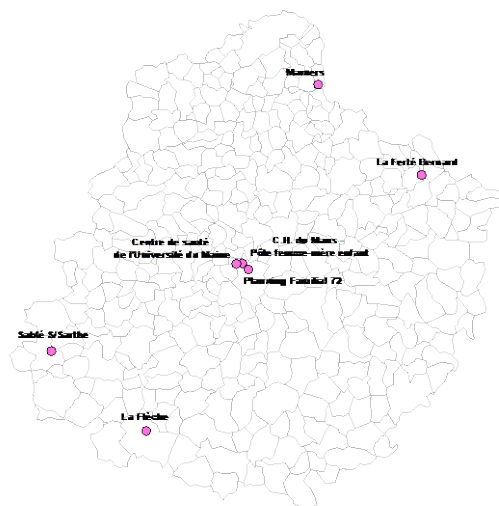 Mamers
La Ferté Bernard
Centre de santé
de l'Université du Maine
C.H. du Mans -
Pôle femme-mère enfant
Planning Familial 72
Sablé S/Sarthe
La Flèche